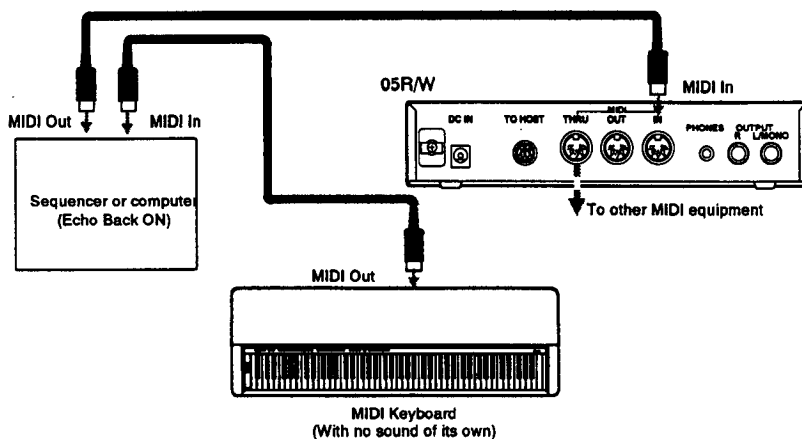 05R/W
MIDI In
MIDI Out
MIDI In
DC IN
TO HOST
THRU
MIDI
OUT
IN
PHONES
OUTPUT
R
L/MONO
Sequencer or computer
(Echo Back ON)
To other MIDI equipment
MIDI Out
MIDI Keyboard
(With no sound of its own)